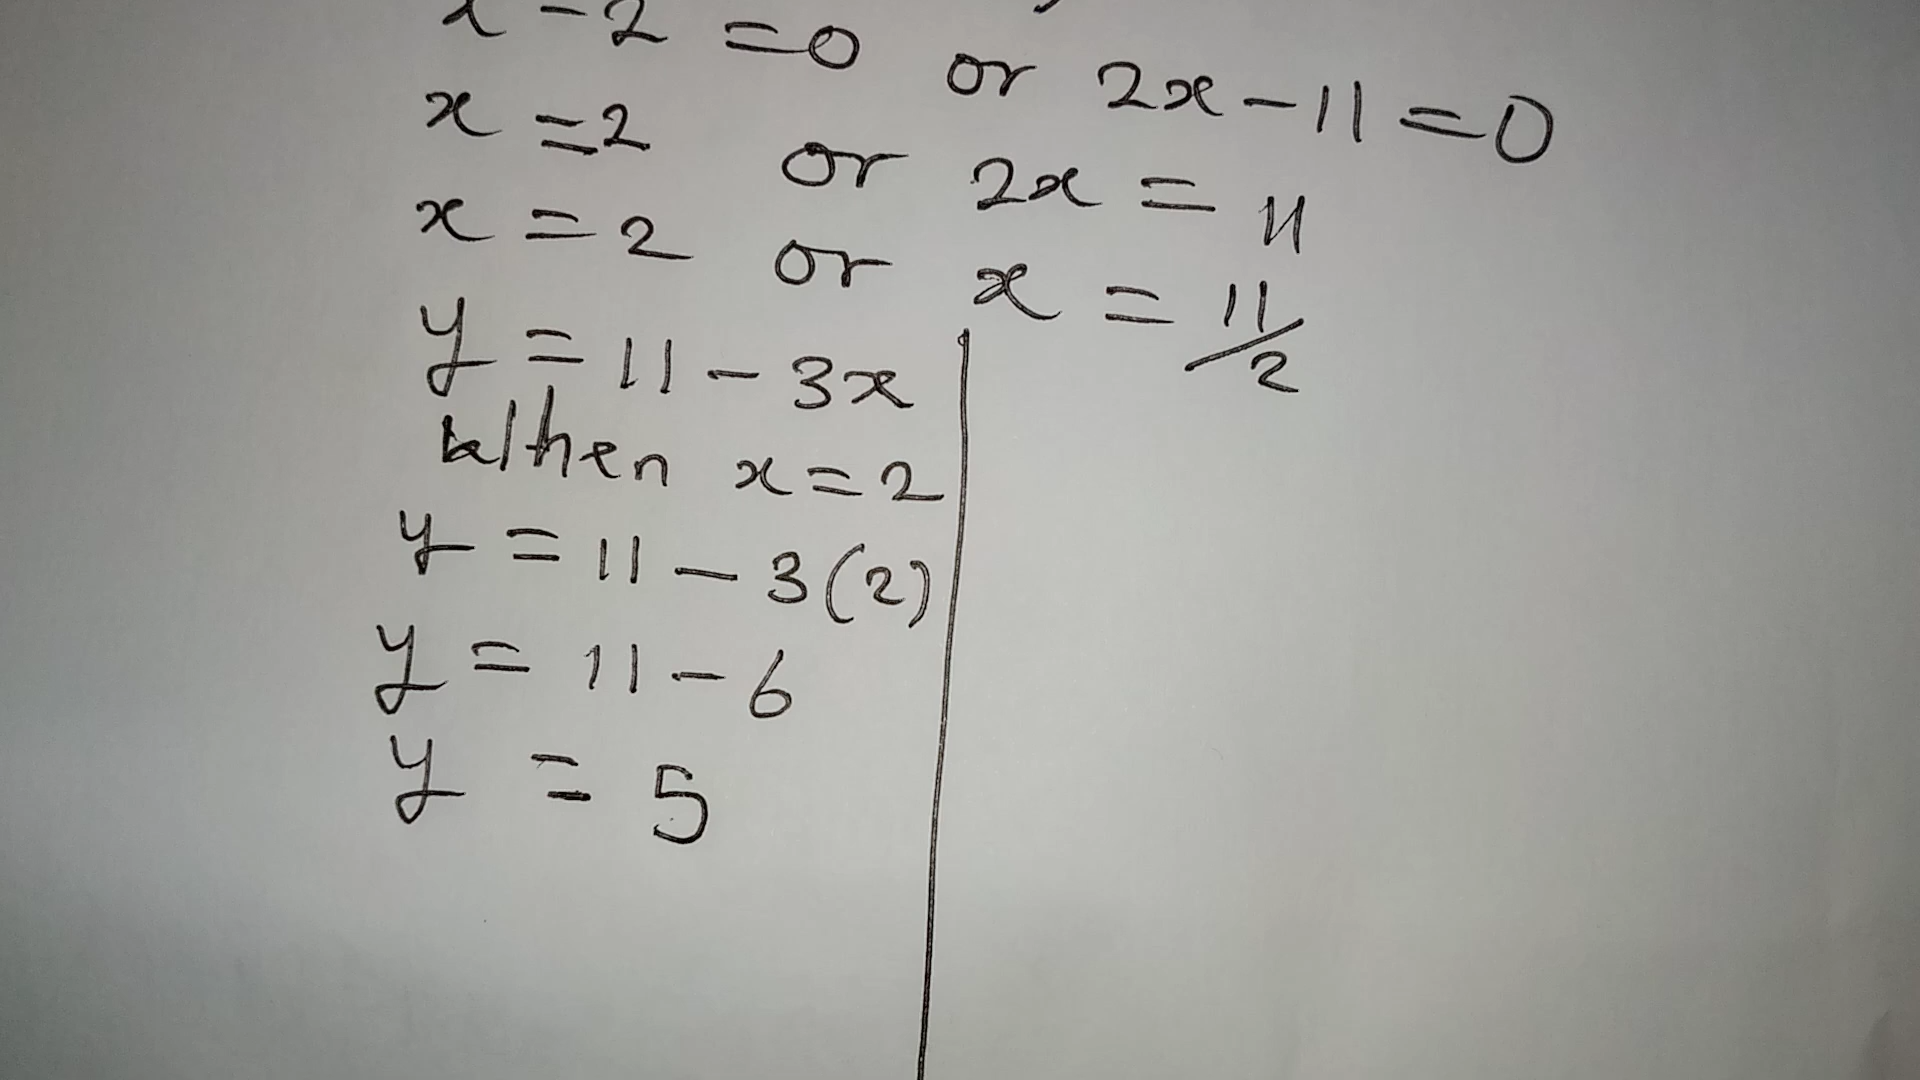 x - 2 = 0 or 2x - 11 = 0
x = 2 or 2x = 11
x = 2 or x = 11/2
y = 11 - 3x
When x = 2
y = 11 - 3(2)
y = 11 - 6
y = 5